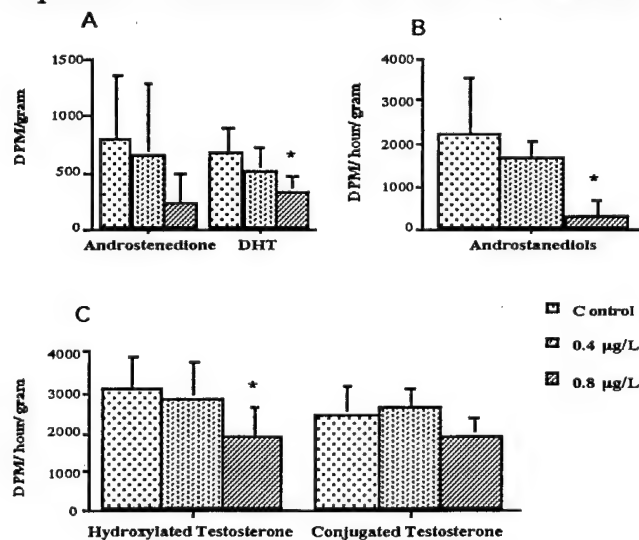 A
B
1500
1000
500
0
DPM/gram
*
Androstenedione DHT
4000
3000
2000
1000
0
DPM/hour/gram
*
Androstanediols
C
4000
3000
2000
1000
0
DPM/hour/gram
*
Hydroxylated Testosterone Conjugated Testosterone
C ontrol
0.4 µg/L
0.8 µg/L